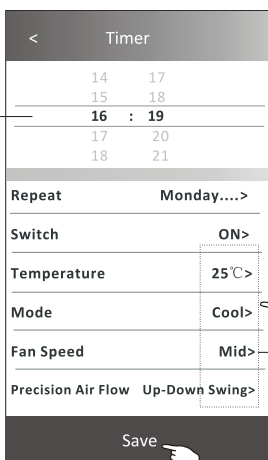 < Timer
14 17
15 18
16 : 19
17 20
18 21
Repeat Monday....>
Switch ON>
Temperature 25℃>
Mode Cool>
Fan Speed Mid>
Precision Air Flow Up-Down Swing>
Save